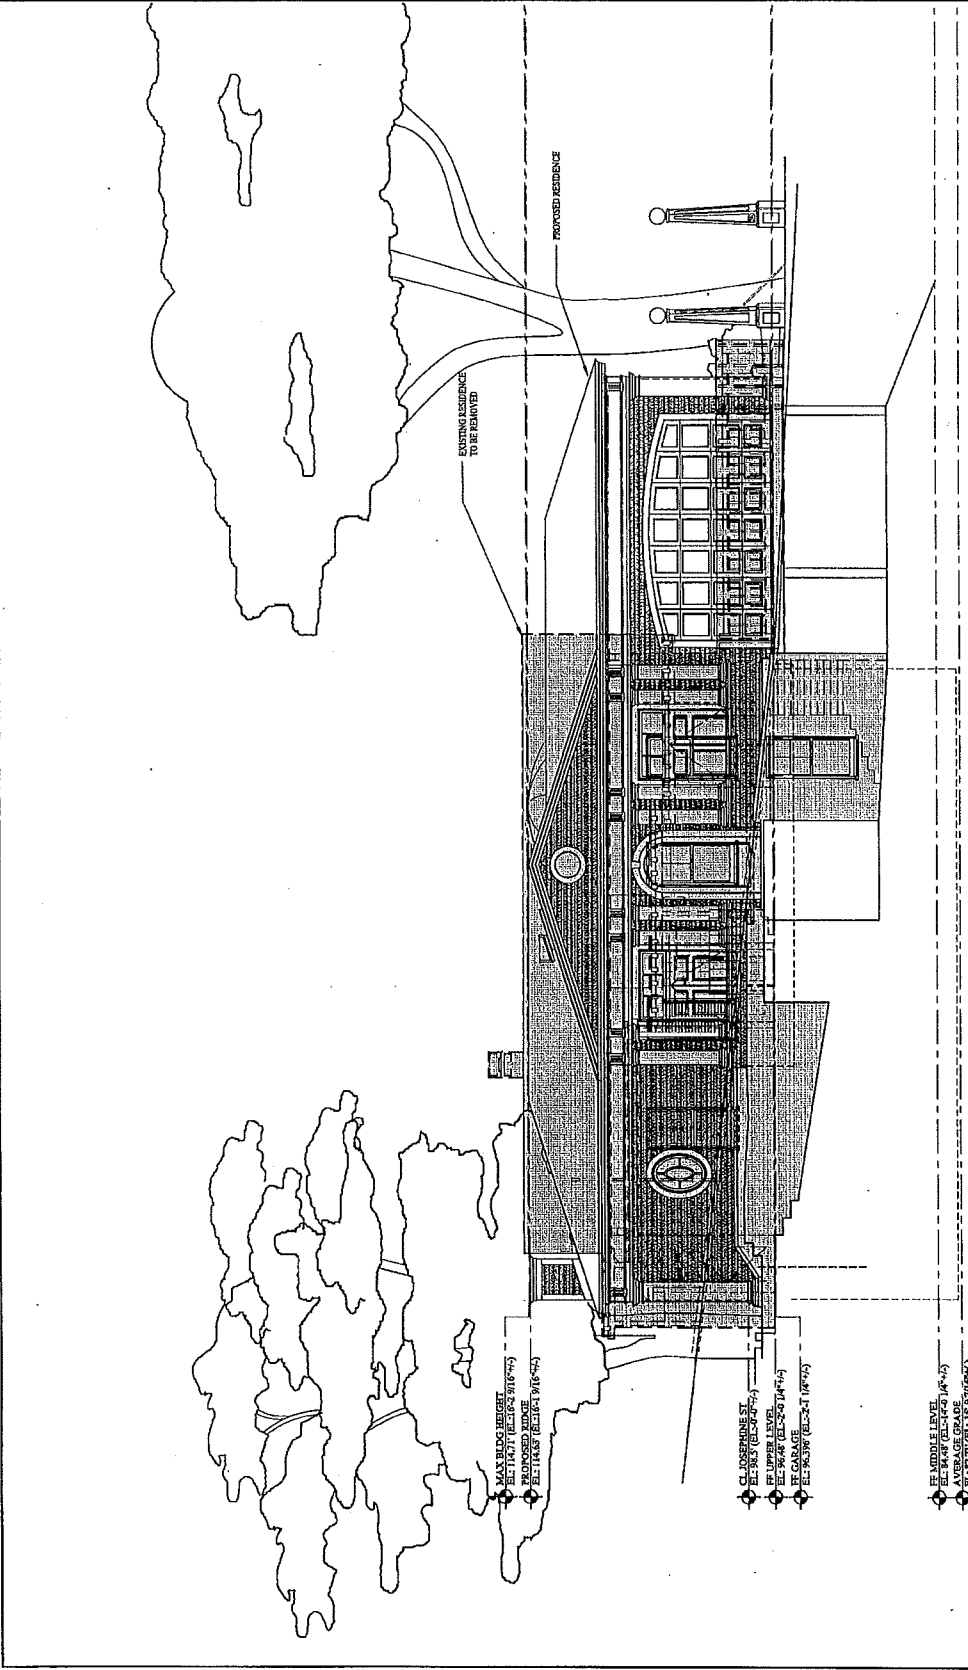 EXISTING RESIDENCE
TO BE REMOVED
PROPOSED RESIDENCE
MAX BLDG HEIGHT
EL: 114.71' (EL:16'-2 9/16"+/-)
PROPOSED RIDGE
EL: 114.63' (EL:16'-1 9/16"+/-)
CL JOSEPHINE ST
EL: 98.5' (EL:-0'-0"+/-)
FF UPPER LEVEL
EL: 96.48' (EL:-2'-0 1/4"+/-)
FF GARAGE
EL: 96.396' (EL:-2'-1 1/4"+/-)
FF MIDDLE LEVEL
EL: 84.48' (EL:-14'-0 1/4"+/-)
AVERAGE GRADE